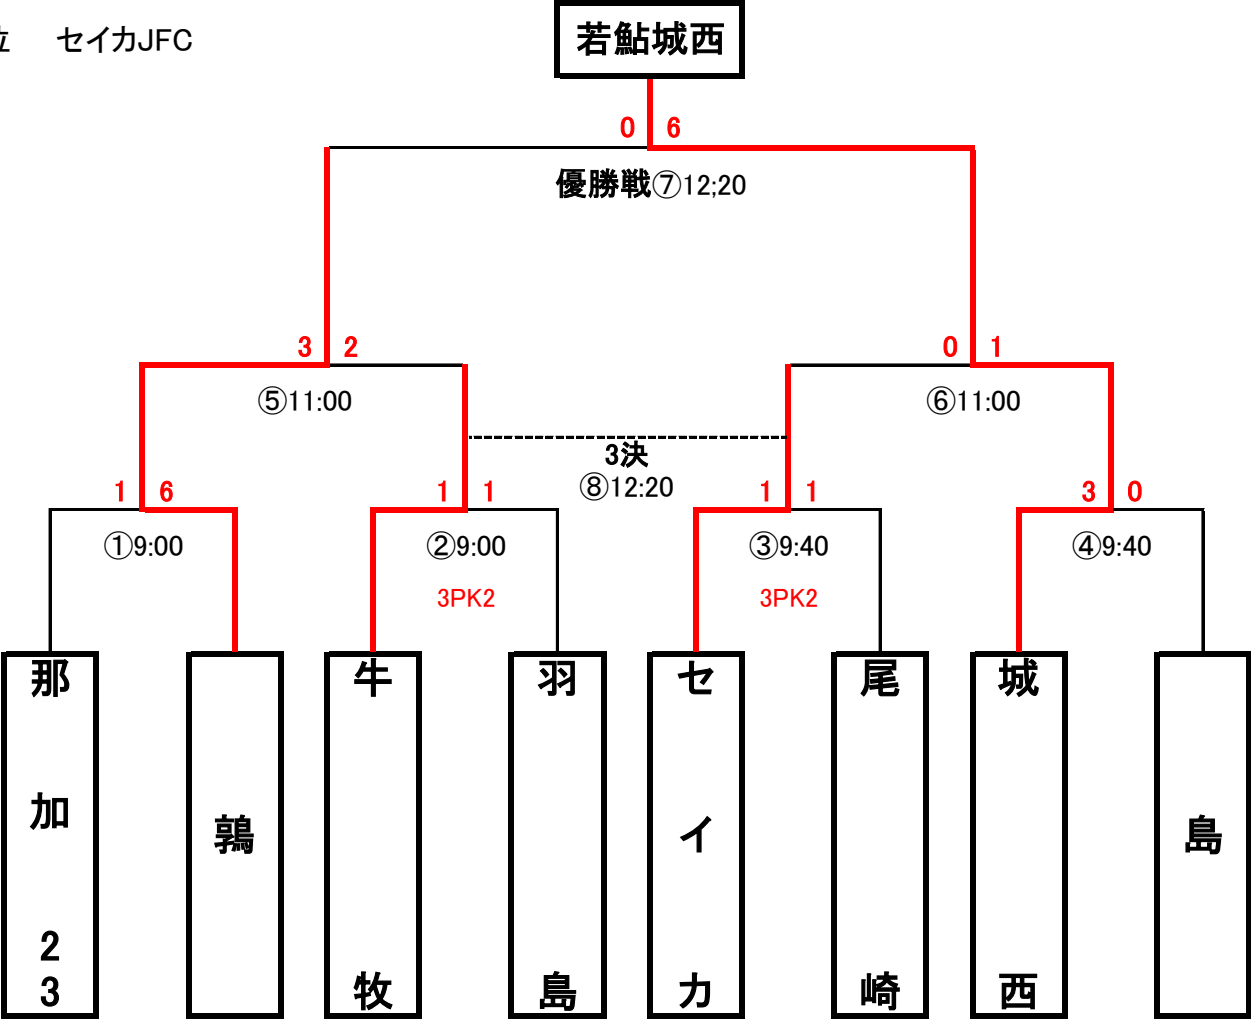 位 セイカJFC
若鮎城西
0 6
優勝戦⑦12;20
3 2
0 1
⑤11:00
⑥11:00
3決
⑧12:20
1 6
1 1
1 1
3 0
①9:00
②9:00
③9:40
④9:40
3PK2
3PK2
那加23
鶉
牛牧
羽島
セイカ
尾崎
城西
島